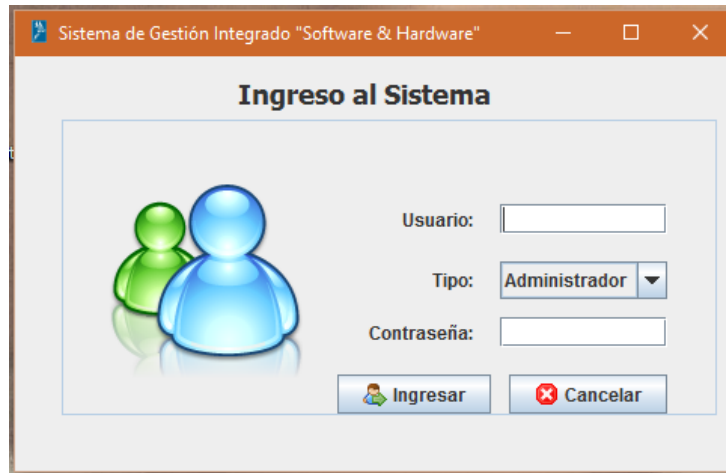 Sistema de Gestión Integrado "Software & Hardware"
Ingreso al Sistema
Usuario:
Tipo: Administrador
Contraseña:
Ingresar Cancelar